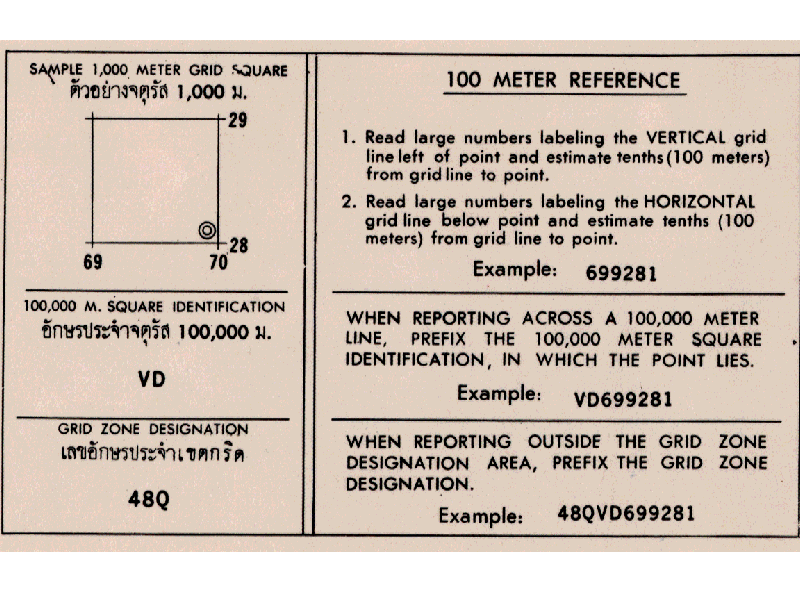 SAMPLE 1,000 METER GRID SQUARE
ตัวอย่างจตุรัส 1,000 ม.
29
28
69 70
100,000 M. SQUARE IDENTIFICATION
อักษรประจำจตุรัส 100,000 ม.
VD
GRID ZONE DESIGNATION
เลขอักษรประจำเขตกริด
48Q
100 METER REFERENCE
1. Read large numbers labeling the VERTICAL grid
line left of point and estimate tenths (100 meters)
from grid line to point.
2. Read large numbers labeling the HORIZONTAL
grid line below point and estimate tenths (100
meters) from grid line to point.
Example: 699281
WHEN REPORTING ACROSS A 100,000 METER
LINE, PREFIX THE 100,000 METER SQUARE
IDENTIFICATION, IN WHICH THE POINT LIES.
Example: VD699281
WHEN REPORTING OUTSIDE THE GRID ZONE
DESIGNATION AREA, PREFIX THE GRID ZONE
DESIGNATION.
Example: 48QVD699281